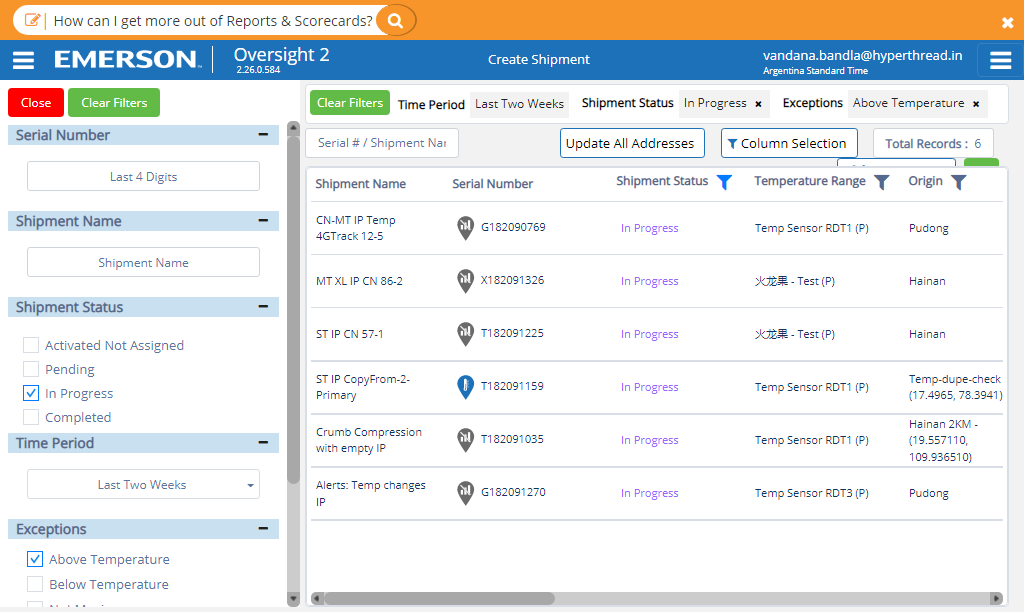 How can I get more out of Reports & Scorecards?
EMERSON
Oversight 2
2.26.0.584
Create Shipment
vandana.bandla@hyperthread.in
Argentina Standard Time
Close
Clear Filters
Serial Number
Last 4 Digits
Shipment Name
Shipment Name
Shipment Status
Activated Not Assigned
Pending
In Progress
Completed
Time Period
Last Two Weeks
Exceptions
Above Temperature
Below Temperature
Clear Filters Time Period Last Two Weeks Shipment Status In Progress × Exceptions Above Temperature ×
Serial # / Shipment Nar Update All Addresses Column Selection Total Records : 6
Shipment Name Serial Number Shipment Status Temperature Range Origin
CN-MT IP Temp
4GTrack 12-5
G182090769 In Progress Temp Sensor RDT1 (P) Pudong
MT XL IP CN 86-2 X182091326 In Progress 火龙果 - Test (P) Hainan
ST IP CN 57-1 T182091225 In Progress 火龙果 - Test (P) Hainan
ST IP CopyFrom-2-
Primary
T182091159 In Progress Temp Sensor RDT1 (P)
Temp-dupe-check
(17.4965, 78.3941)
Crumb Compression
with empty IP
T182091035 In Progress Temp Sensor RDT1 (P)
Hainan 2KM -
(19.557110,
109.936510)
Alerts: Temp changes
IP
G182091270 In Progress Temp Sensor RDT3 (P) Pudong